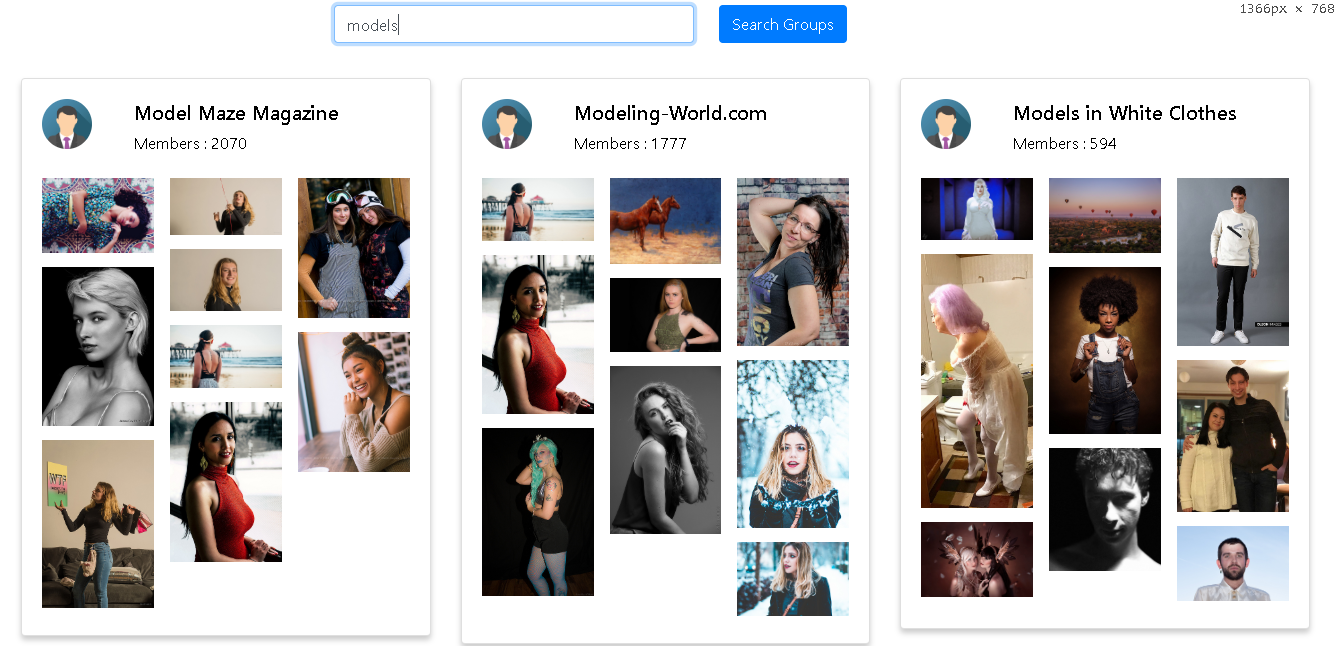 models
Search Groups
1366px × 768
Model Maze Magazine
Members : 2070
Modeling-World.com
Members : 1777
Models in White Clothes
Members : 594